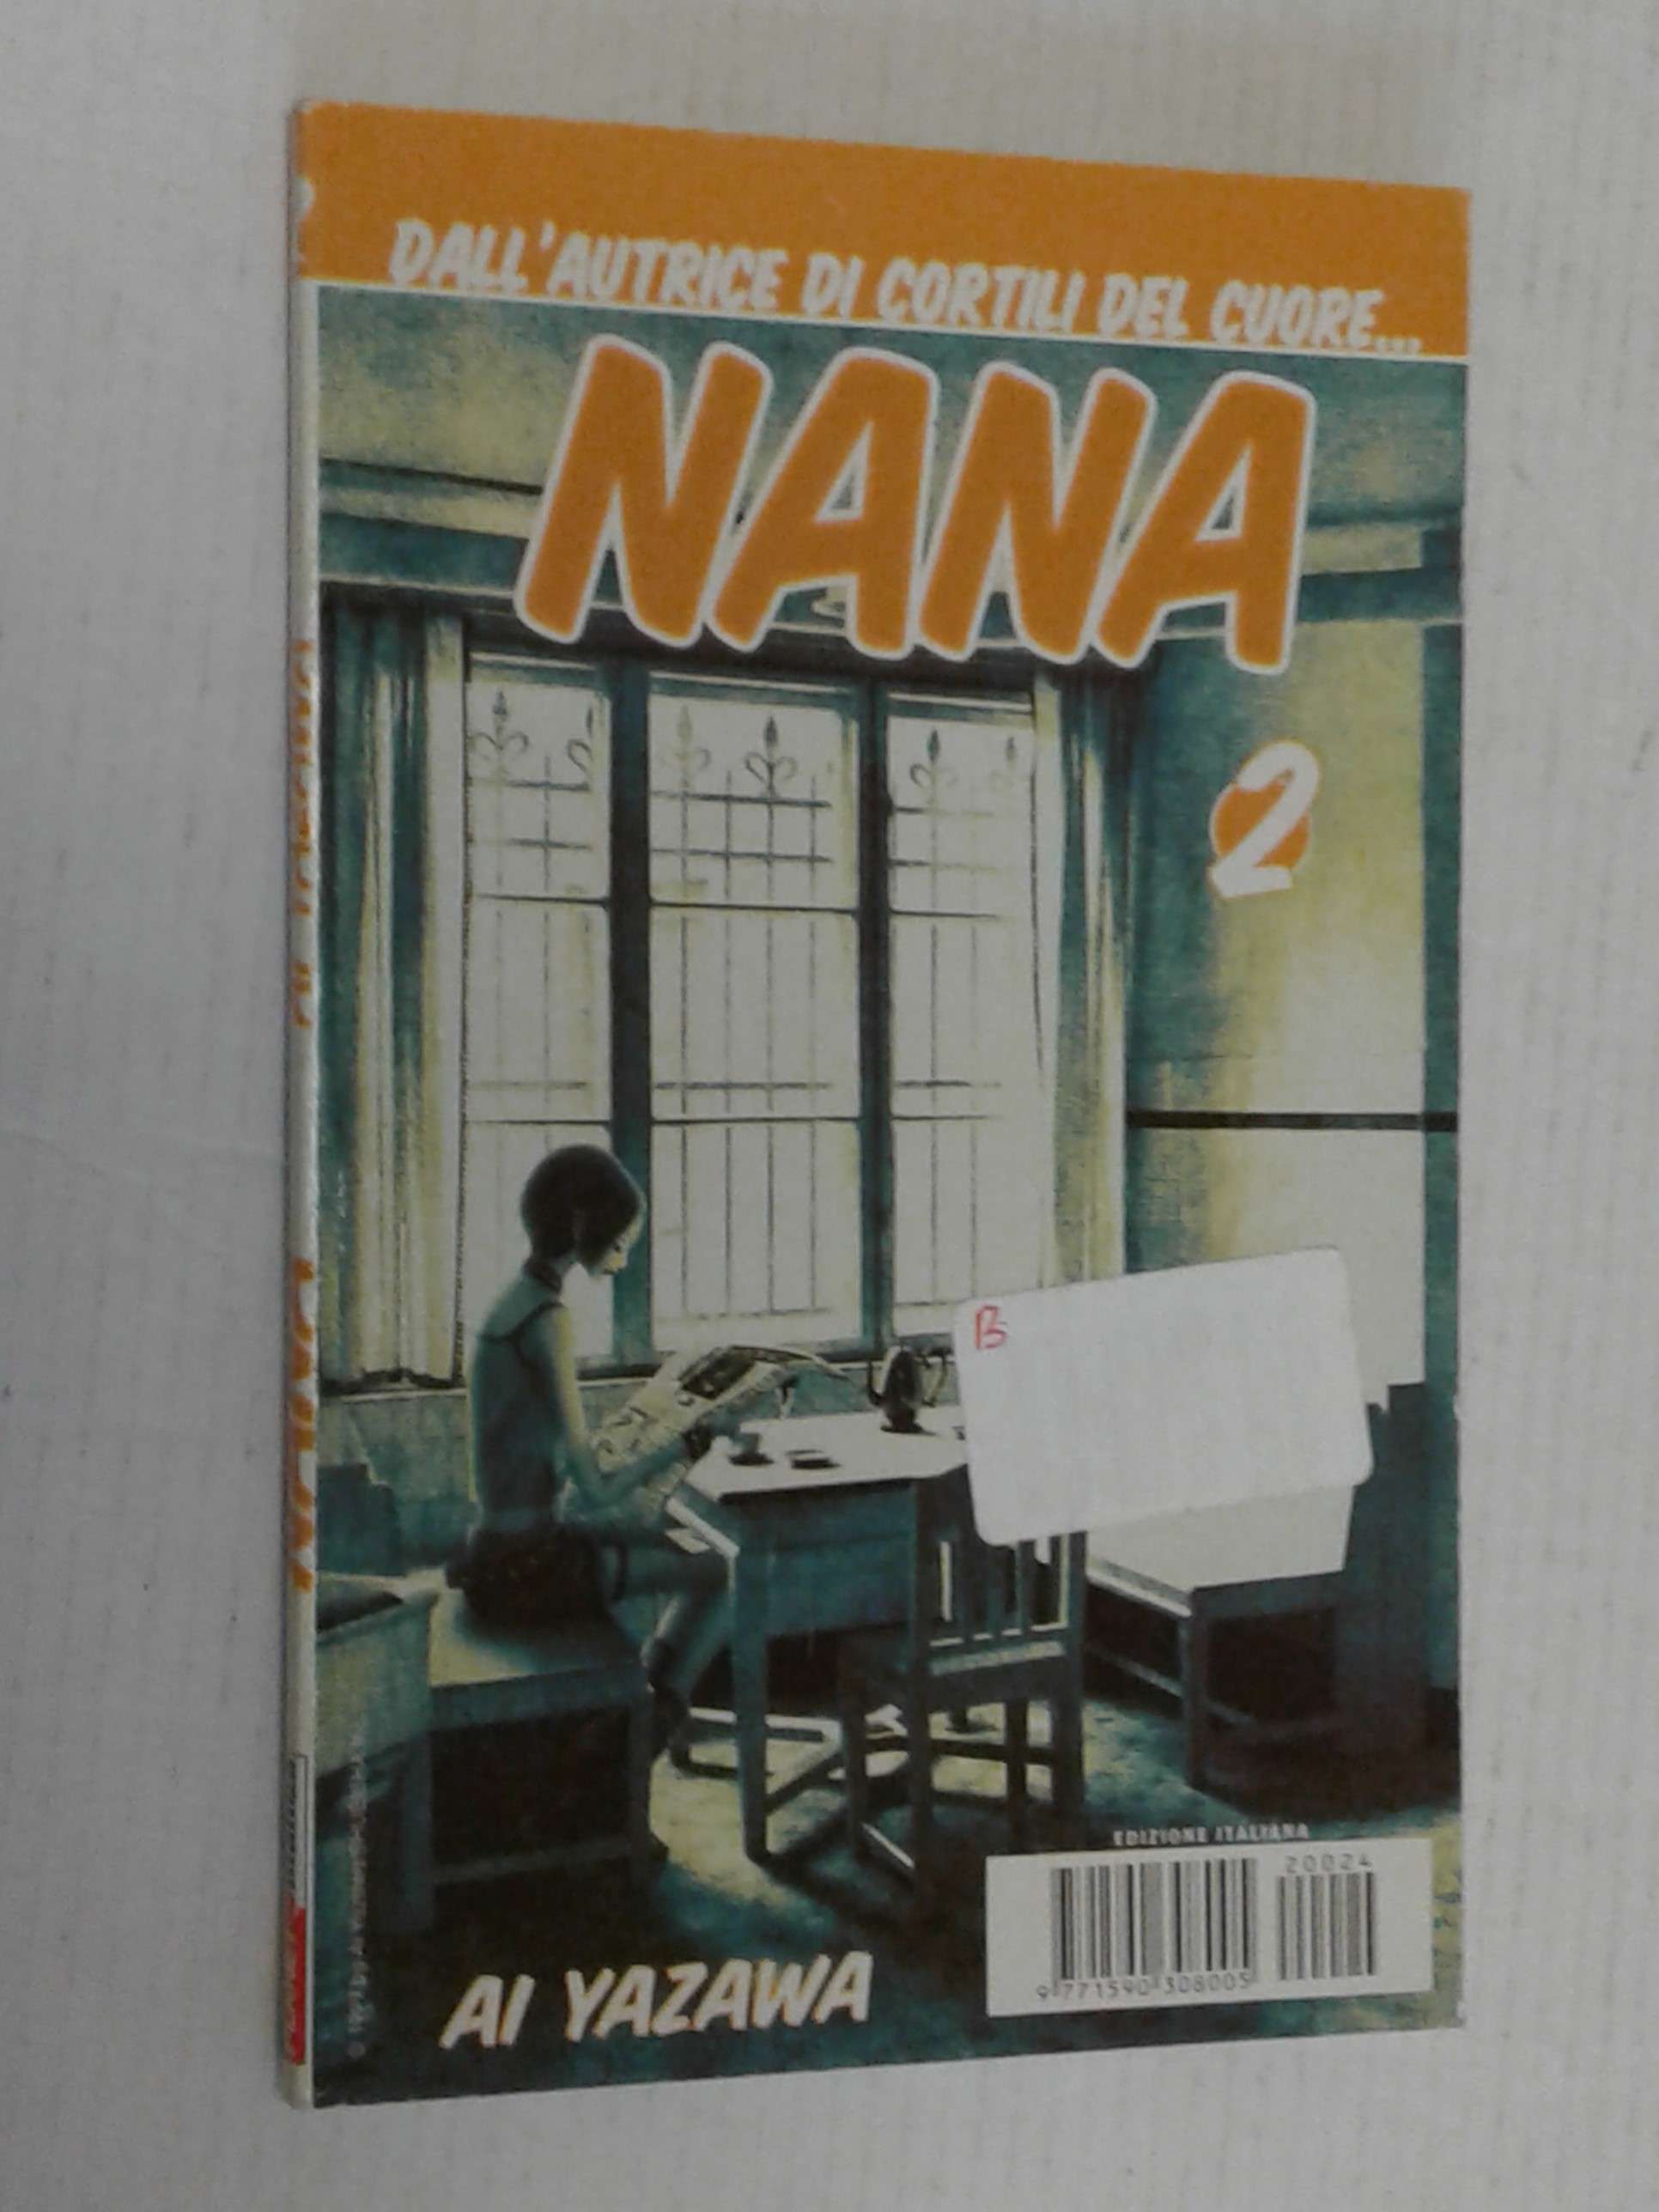 DALL'AUTRICE DI CORTILI DEL CUORE...
NANA
2
B
EDIZIONE ITALIANA
20024
9 771590 308005
AI YAZAWA